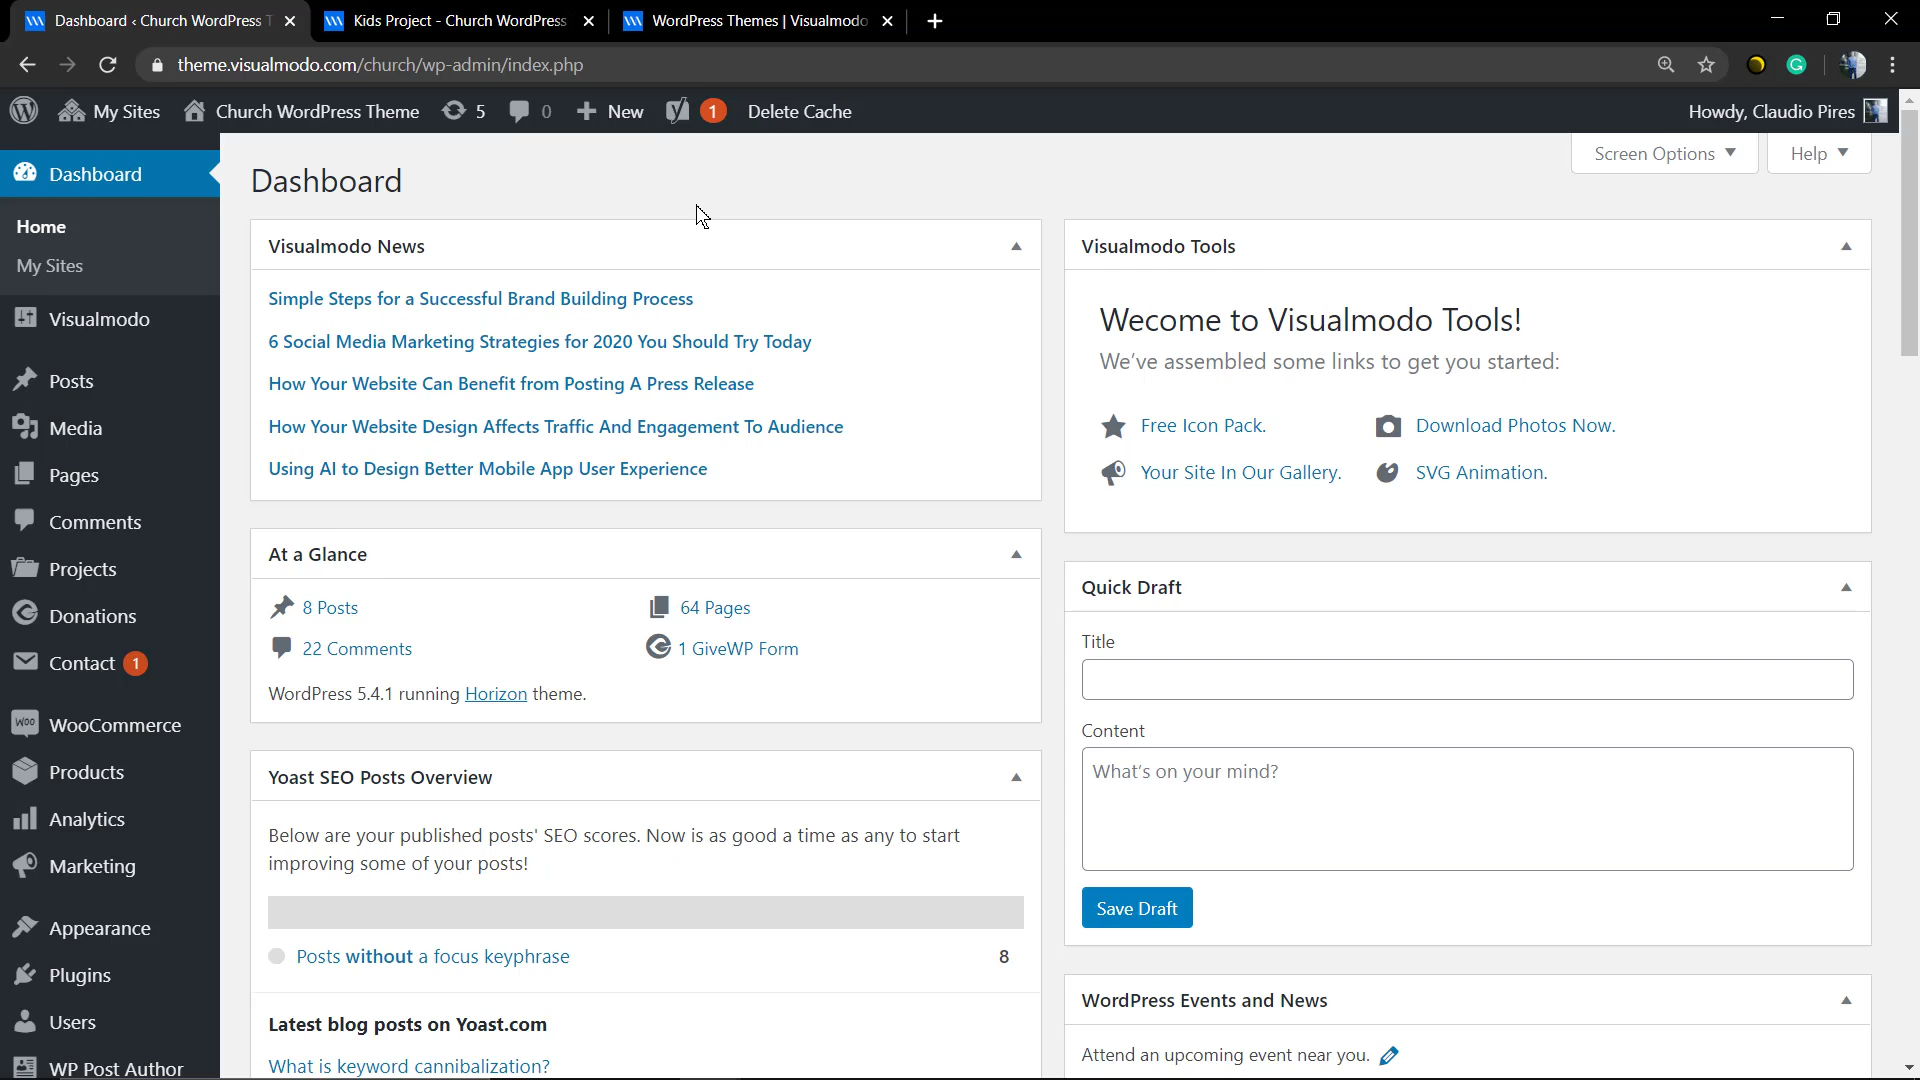 Dashboard ‹ Church WordPress T
Kids Project - Church WordPress
WordPress Themes | Visualmodo
theme.visualmodo.com/church/wp-admin/index.php
My Sites
Church WordPress Theme
5
0
New
1
Delete Cache
Howdy, Claudio Pires
Dashboard
Home
My Sites
Visualmodo
Posts
Media
Pages
Comments
Projects
Donations
Contact 1
WooCommerce
Products
Analytics
Marketing
Appearance
Plugins
Users
WP Post Author
Screen Options
Help
Dashboard
Visualmodo News
Simple Steps for a Successful Brand Building Process
6 Social Media Marketing Strategies for 2020 You Should Try Today
How Your Website Can Benefit from Posting A Press Release
How Your Website Design Affects Traffic And Engagement To Audience
Using AI to Design Better Mobile App User Experience
At a Glance
8 Posts
64 Pages
22 Comments
1 GiveWP Form
WordPress 5.4.1 running Horizon theme.
Yoast SEO Posts Overview
Below are your published posts' SEO scores. Now is as good a time as any to start
improving some of your posts!
Posts without a focus keyphrase
8
Latest blog posts on Yoast.com
What is keyword cannibalization?
Visualmodo Tools
Wecome to Visualmodo Tools!
We've assembled some links to get you started:
Free Icon Pack.
Download Photos Now.
Your Site In Our Gallery.
SVG Animation.
Quick Draft
Title
Content
What's on your mind?
Save Draft
WordPress Events and News
Attend an upcoming event near you.